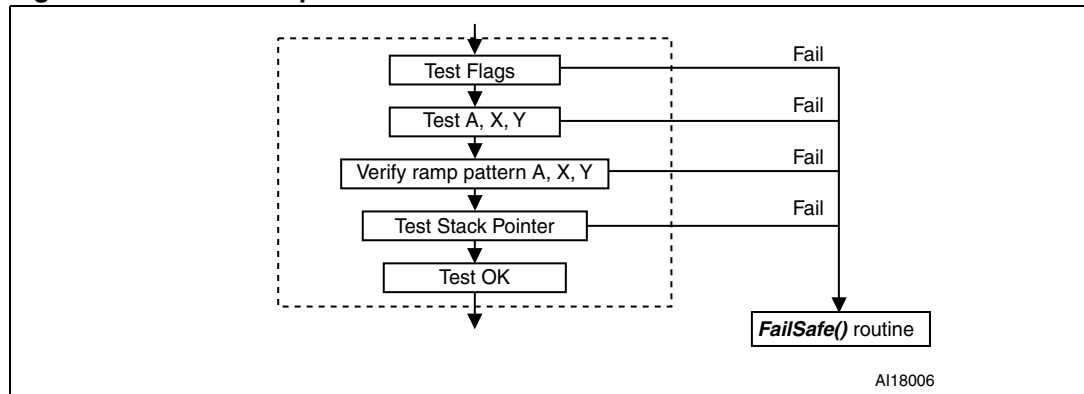 Test Flags
Fail
Test A, X, Y
Fail
Verify ramp pattern A, X, Y
Fail
Test Stack Pointer
Fail
Test OK
FailSafe() routine
AI18006